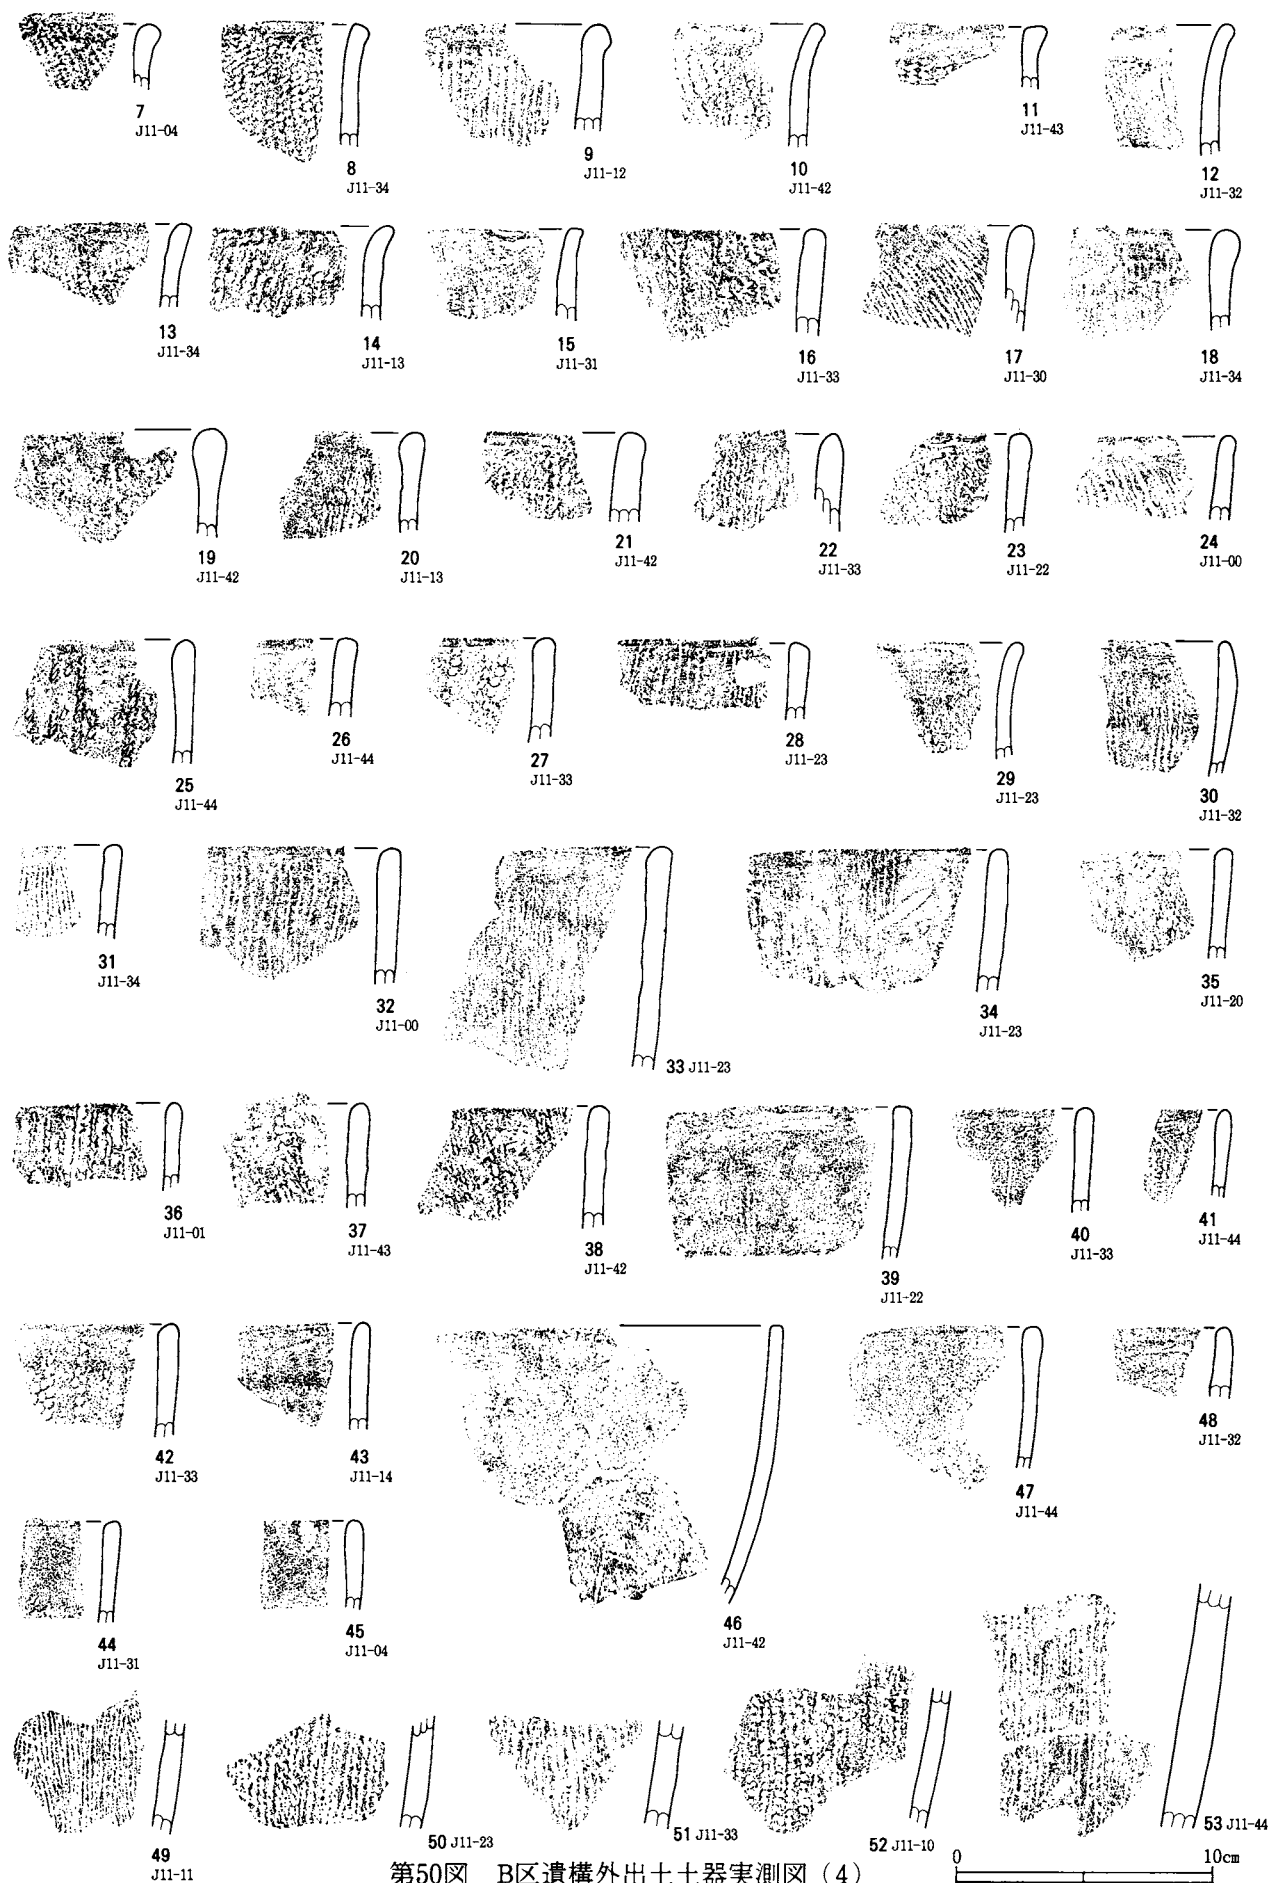 7
J11-04
8
J11-34
9
J11-12
10
J11-42
11
J11-43
12
J11-32
13
J11-34
14
J11-13
15
J11-31
16
J11-33
17
J11-30
18
J11-34
19
J11-42
20
J11-13
21
J11-42
22
J11-33
23
J11-22
24
J11-00
25
J11-44
26
J11-44
27
J11-33
28
J11-23
29
J11-23
30
J11-32
31
J11-34
32
J11-00
33 J11-23
34
J11-23
35
J11-20
36
J11-01
37
J11-43
38
J11-42
39
J11-22
40
J11-33
41
J11-44
42
J11-33
43
J11-14
44
J11-31
45
J11-04
46
J11-42
47
J11-44
48
J11-32
49
J11-11
50 J11-23
51 J11-33
52 J11-10
53 J11-44
0 10cm
第50図 B区遺構外出土土器実測図(4)